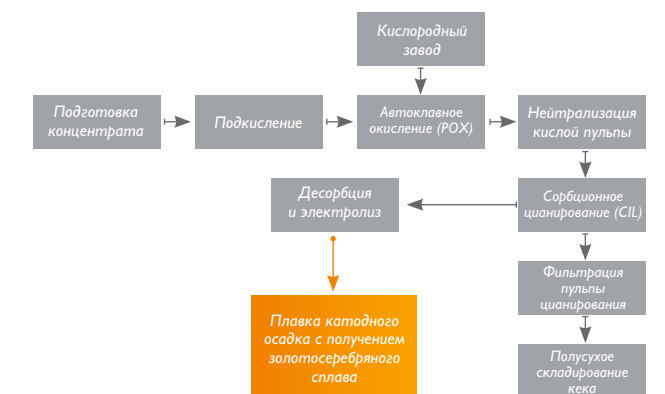 Кислородный
завод
Подготовка
концентрата
Подкисление
Автоклавное
окисление (POX)
Нейтрализация
кислой пульпы
Десорбция
и электролиз
Сорбционное
цианирование (CIL)
Фильтрация
пульпы
цианирования
Плавка катодного
осадка с получением
золотосеребряного
сплава
Полусухое
складирование
кека